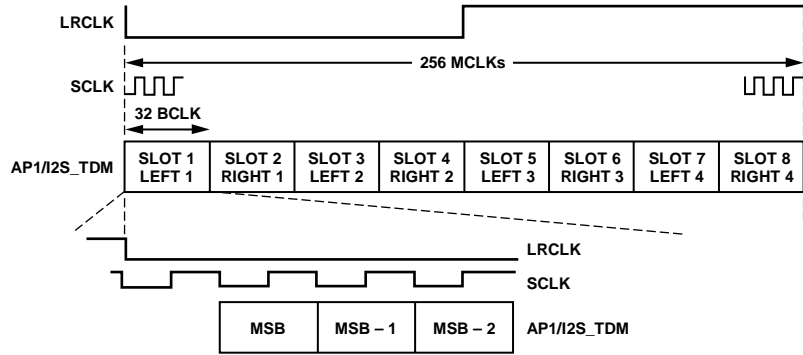 LRCLK
256 MCLKs
SCLK
32 BCLK
AP1/I2S_TDM
SLOT 1
LEFT 1
SLOT 2
RIGHT 1
SLOT 3
LEFT 2
SLOT 4
RIGHT 2
SLOT 5
LEFT 3
SLOT 6
RIGHT 3
SLOT 7
LEFT 4
SLOT 8
RIGHT 4
LRCLK
SCLK
MSB
MSB – 1
MSB – 2
AP1/I2S_TDM